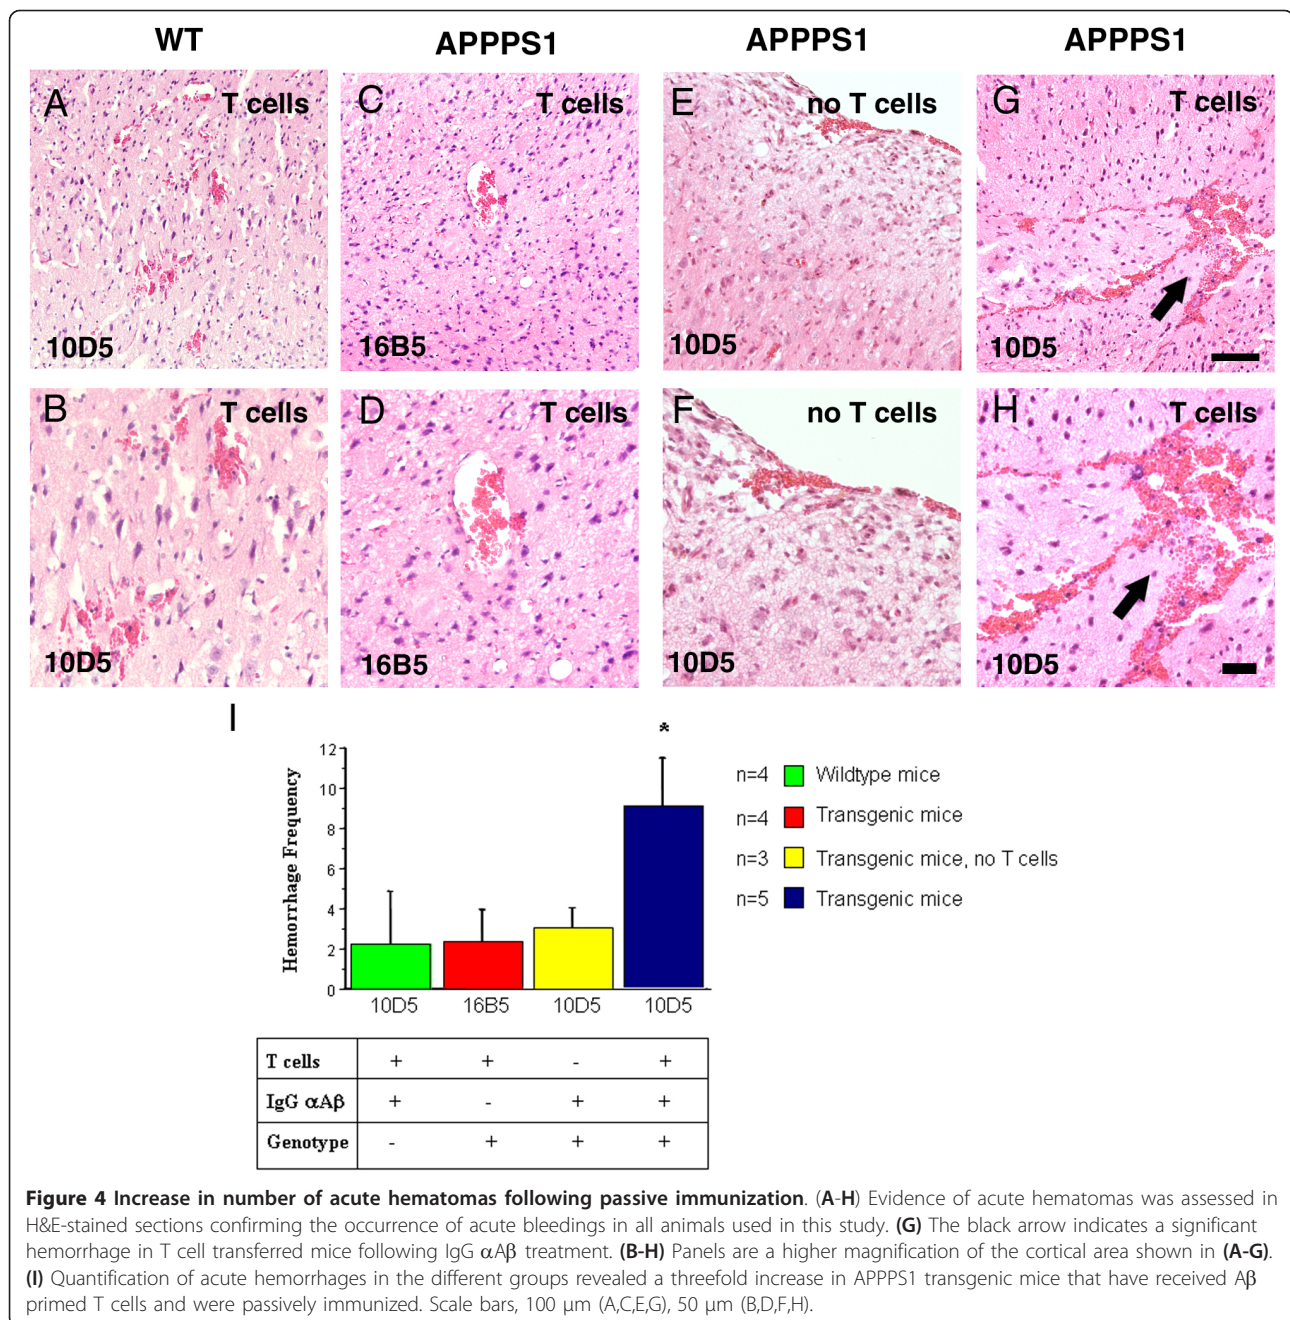 WT APPPS1 APPPS1 APPPS1
A T cells C T cells E no T cells G T cells
10D5 16B5 10D5 10D5
B T cells D T cells F no T cells H T cells
10D5 16B5 10D5 10D5
I
*
Hemorrhage Frequency
12
10
8
6
4
2
0
10D5 16B5 10D5 10D5
n=4 Wildtype mice
n=4 Transgenic mice
n=3 Transgenic mice, no T cells
n=5 Transgenic mice
T cells + + - +
IgG αAβ + - + +
Genotype - + + +
Figure 4 Increase in number of acute hematomas following passive immunization. (A-H) Evidence of acute hematomas was assessed in
H&E-stained sections confirming the occurrence of acute bleedings in all animals used in this study. (G) The black arrow indicates a significant
hemorrhage in T cell transferred mice following IgG αAβ treatment. (B-H) Panels are a higher magnification of the cortical area shown in (A-G).
(I) Quantification of acute hemorrhages in the different groups revealed a threefold increase in APPPS1 transgenic mice that have received Aβ
primed T cells and were passively immunized. Scale bars, 100 μm (A,C,E,G), 50 μm (B,D,F,H).